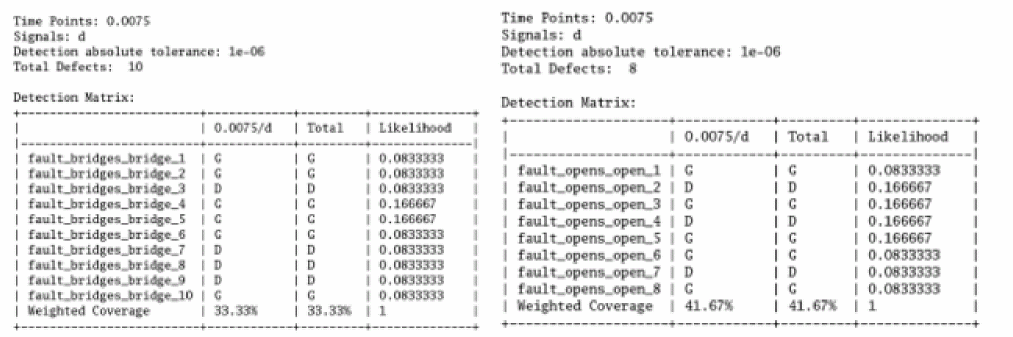 Time Points: 0.0075
Signals: d
Detection absolute tolerance: 1e-06
Total Defects:  10
Detection Matrix:
| | 0.0075/d | Total | Likelihood |
| fault_bridges_bridge_1 | G | G | 0.0833333 |
| fault_bridges_bridge_2 | G | G | 0.0833333 |
| fault_bridges_bridge_3 | D | D | 0.0833333 |
| fault_bridges_bridge_4 | G | G | 0.166667 |
| fault_bridges_bridge_5 | G | G | 0.166667 |
| fault_bridges_bridge_6 | G | G | 0.0833333 |
| fault_bridges_bridge_7 | D | D | 0.0833333 |
| fault_bridges_bridge_8 | D | D | 0.0833333 |
| fault_bridges_bridge_9 | D | D | 0.0833333 |
| fault_bridges_bridge_10 | G | G | 0.0833333 |
| Weighted Coverage | 33.33% | 33.33% | 1 |
Time Points: 0.0075
Signals: d
Detection absolute tolerance: 1e-06
Total Defects:  8
Detection Matrix:
| | 0.0075/d | Total | Likelihood |
| fault_opens_open_1 | G | G | 0.0833333 |
| fault_opens_open_2 | D | D | 0.166667 |
| fault_opens_open_3 | G | G | 0.166667 |
| fault_opens_open_4 | D | D | 0.166667 |
| fault_opens_open_5 | G | G | 0.166667 |
| fault_opens_open_6 | G | G | 0.0833333 |
| fault_opens_open_7 | D | D | 0.0833333 |
| fault_opens_open_8 | G | G | 0.0833333 |
| Weighted Coverage | 41.67% | 41.67% | 1 |